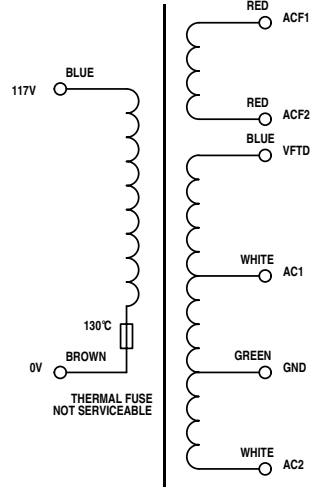 RED
ACF1
BLUE
117V
RED
ACF2
BLUE
VFTD
WHITE
AC1
130°C
BROWN
0V
GREEN
GND
THERMAL FUSE
NOT SERVICEABLE
WHITE
AC2